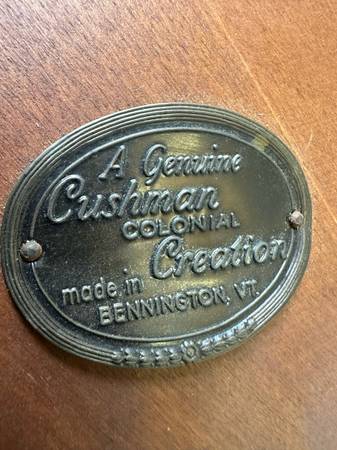 A Genuine
Cushman
COLONIAL
Creation
made in
BENNINGTON, VT.